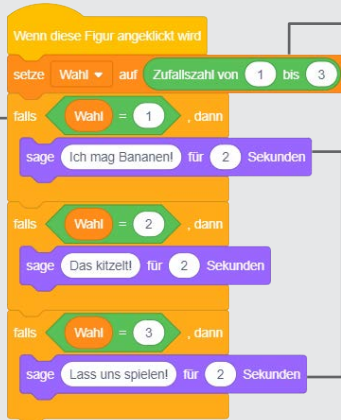 Wenn diese Figur angeklickt wird
setze Wahl auf Zufallszahl von 1 bis 3
falls Wahl = 1 , dann
sage Ich mag Bananen! für 2 Sekunden
falls Wahl = 2 , dann
sage Das kitzelt! für 2 Sekunden
falls Wahl = 3 , dann
sage Lass uns spielen! für 2 Sekunden